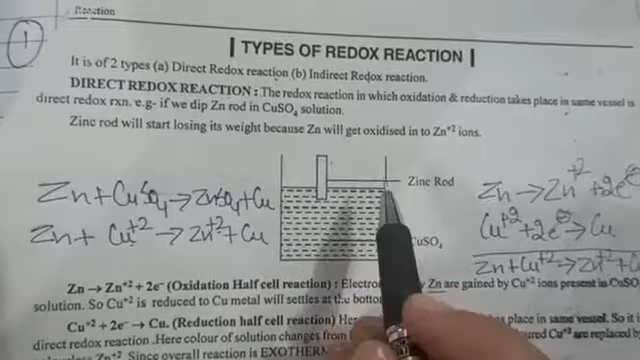 Reaction
1
TYPES OF REDOX REACTION
It is of 2 types (a) Direct Redox reaction (b) Indirect Redox reaction.
DIRECT REDOX REACTION : The redox reaction in which oxidation & reduction takes place in same vessel is
direct redox rxn. e.g- if we dip Zn rod in CuSO₄ solution.
Zinc rod will start losing its weight because Zn will get oxidised in to Zn⁺² ions.
Zinc Rod
CuSO₄
Zn + CuSO₄ → ZnSO₄ + Cu
Zn + Cu⁺² → Zn⁺² + Cu
Zn → Zn⁺² + 2e⊖
Cu⁺² + 2e⊖ → Cu
Zn + Cu⁺² → Zn⁺² +
Zn → Zn⁺² + 2e⁻ (Oxidation Half cell reaction) : Zn are gained by Cu⁺² ions present in
solution. So Cu⁺² is reduced to Cu metal will settles at the
Cu⁺² + 2e⁻ → Cu. (Reduction half cell reaction) place in same vessel. So it
direct reaction .Here colour of solution changes from Cu⁺² are replaced by
Zn⁺². Since overall reaction is